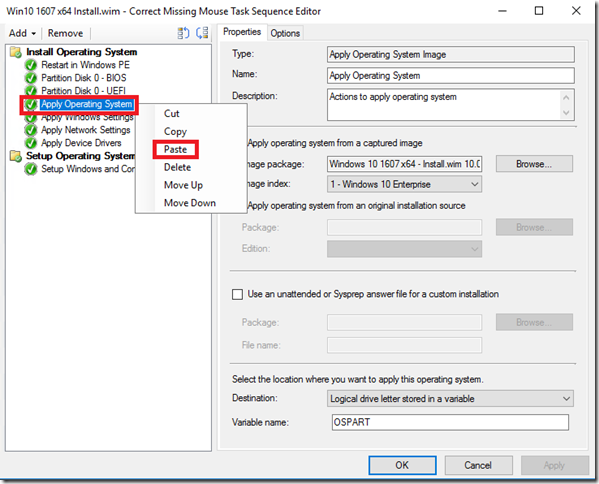 Win10 1607 x64 Install.wim - Correct Missing Mouse Task Sequence Editor
Add Remove
Install Operating System
Restart in Windows PE
Partition Disk 0 - BIOS
Partition Disk 0 - UEFI
Apply Operating System
Apply Windows Settings
Apply Network Settings
Apply Device Drivers
Setup Operating System
Setup Windows and Con
Cut
Copy
Paste
Delete
Move Up
Move Down
Properties Options
Type: Apply Operating System Image
Name: Apply Operating System
Description: Actions to apply operating system
Apply operating system from a captured image
mage package: Windows 10 1607 x64 - Install.wim 10.0 Browse...
mage index: 1 - Windows 10 Enterprise
Apply operating system from an original installation source
Package: Browse...
Edition:
Use an unattended or Sysprep answer file for a custom installation
Package: Browse...
File name:
Select the location where you want to apply this operating system.
Destination: Logical drive letter stored in a variable
Variable name: OSPART
OK Cancel Apply